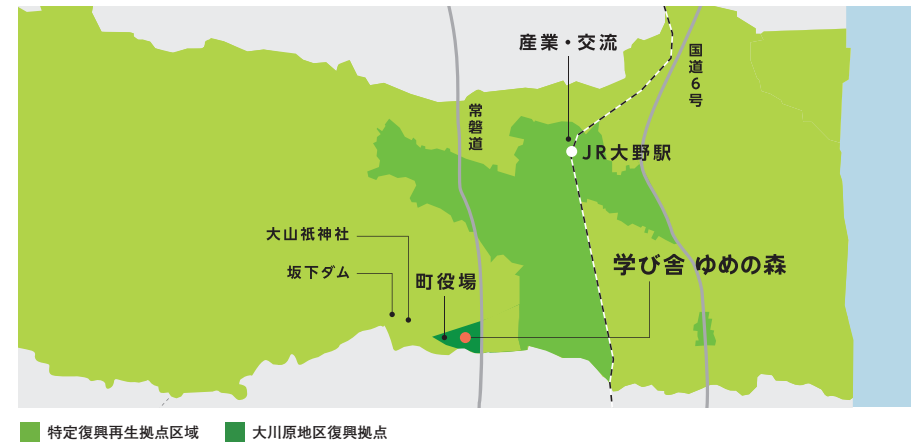 産業・交流
国道6号
常磐道
JR大野駅
大山祇神社
坂下ダム
町役場
学び舎 ゆめの森
特定復興再生拠点区域
大川原地区復興拠点